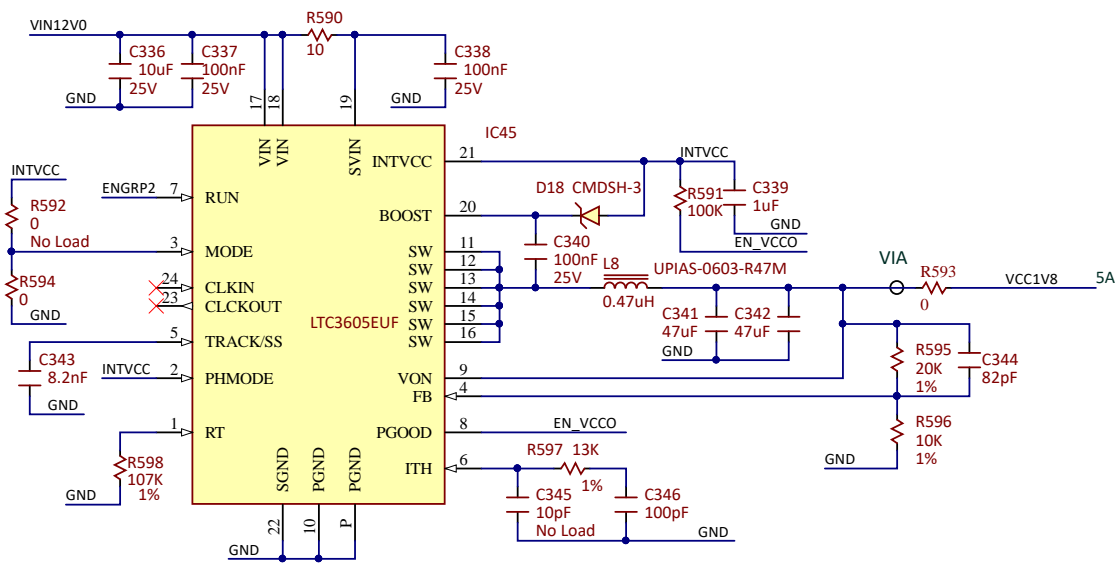 VIN12V0
R590
10
C336
10uF
25V
C337
100nF
25V
C338
100nF
25V
GND
GND
17
18
19
VIN
VIN
SVIN
IC45
INTVCC
21
INTVCC
INTVCC
ENGRP2
7
RUN
D18 CMDSH-3
R591
100K
C339
1uF
GND
EN_VCCO
R592
0
No Load
BOOST
20
3
MODE
C340
100nF
25V
SW
11
SW
12
SW
13
SW
14
SW
15
SW
16
R594
0
GND
24
CLKIN
23
CLCKOUT
LTC3605EUF
L8
UPIAS-0603-R47M
0.47uH
VIA
R593
0
VCC1V8
5A
C341
47uF
C342
47uF
GND
5
TRACK/SS
C343
8.2nF
GND
INTVCC
2
PHMODE
VON
9
FB
4
R595
20K
1%
C344
82pF
R596
10K
1%
GND
1
RT
R598
107K
1%
GND
PGOOD
8
EN_VCCO
ITH
6
R597 13K
1%
C345
10pF
No Load
C346
100pF
GND
SGND
PGND
PGND
22
10
P
GND